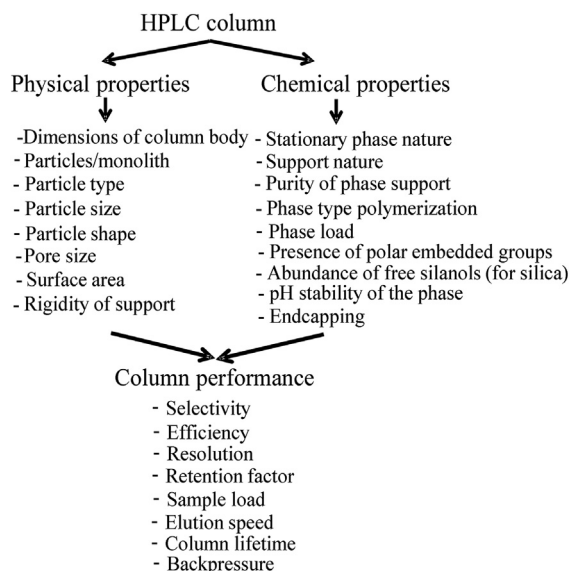 HPLC column
Physical properties
-Dimensions of column body
- Particles/monolith
- Particle type
- Particle size
- Particle shape
-Pore size
- Surface area
- Rigidity of support
Chemical properties
- Stationary phase nature
- Support nature
- Purity of phase support
- Phase type polymerization
- Phase load
- Presence of polar embedded groups
- Abundance of free silanols (for silica)
- pH stability of the phase
- Endcapping
Column performance
- Selectivity
- Efficiency
- Resolution
- Retention factor
- Sample load
- Elution speed
- Column lifetime
- Backpressure